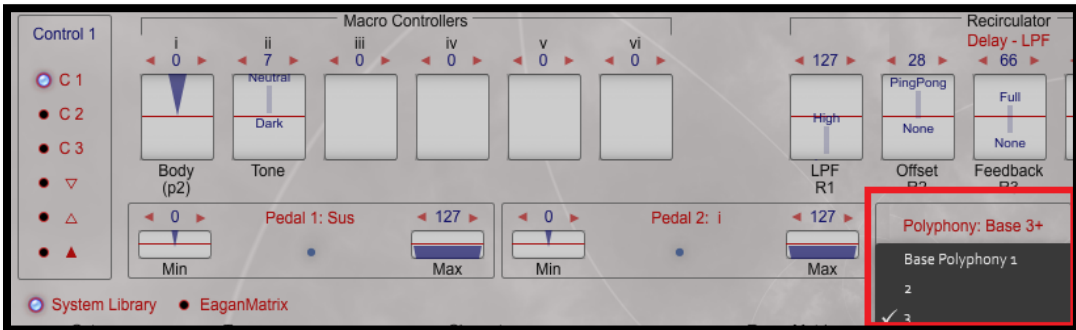 Control 1
C 1
C 2
C 3
Macro Controllers
i ii iii iv v vi
0 7 0 0 0 0
Neutral
Dark
Body
(p2)
Tone
Recirculator
Delay - LPF
127 28 66
High
PingPong
None
Full
None
LPF
R1
Offset
R2
Feedback
R3
0 Pedal 1: Sus 127
Min Max
0 Pedal 2: i 127
Min Max
Polyphony: Base 3+
Base Polyphony 1
2
3
System Library EaganMatrix